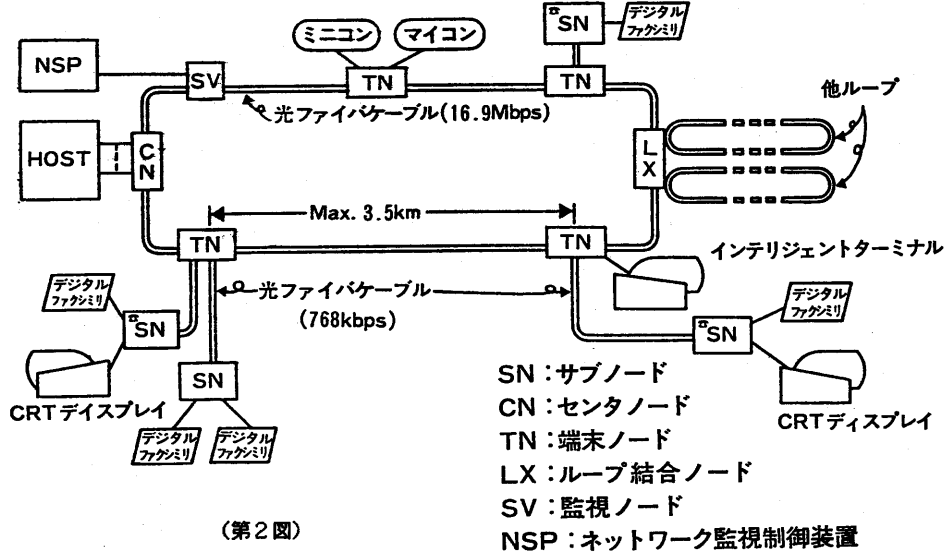 ミニコン
マイコン
SN
デジタル
ファクシミリ
NSP
SV
TN
TN
光ファイバケーブル(16.9Mbps)
他ループ
HOST
CN
LX
Max. 3.5km
TN
TN
インテリジェントターミナル
デジタル
ファクシミリ
光ファイバケーブル
(768kbps)
デジタル
ファクシミリ
SN
SN
SN
CRTデイスプレイ
デジタル
ファクシミリ
デジタル
ファクシミリ
CRTディスプレイ
SN:サブノード
CN:センタノード
TN:端末ノード
LX:ループ結合ノード
SV:監視ノード
NSP:ネットワーク監視制御装置
(第2図)